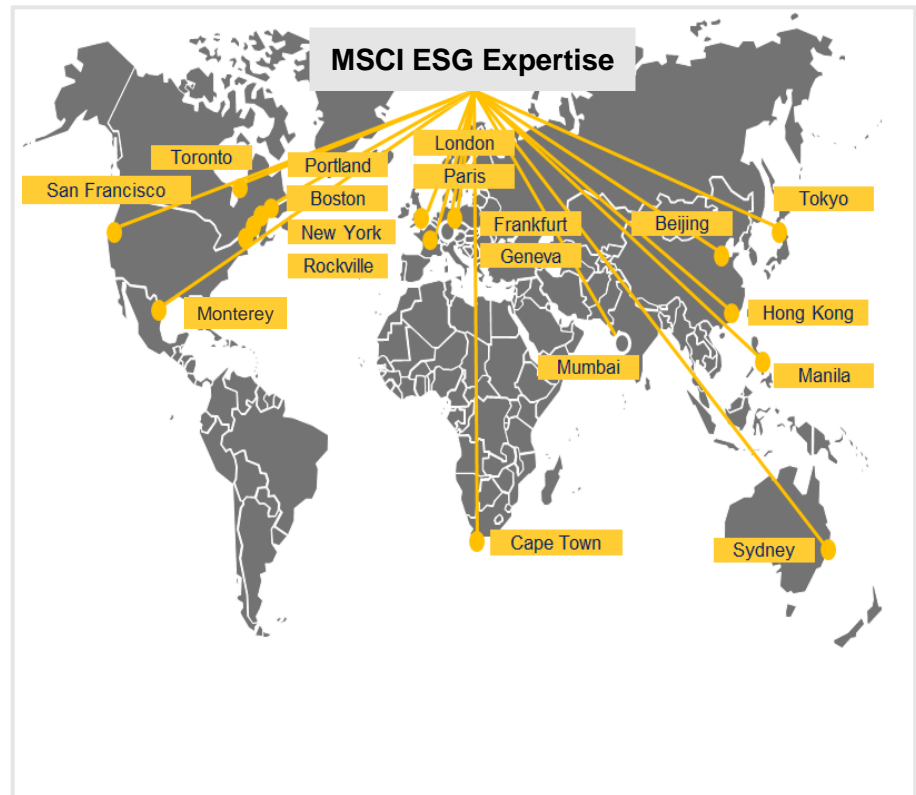 MSCI ESG Expertise
Toronto
London
Portland
Paris
San Francisco
Boston
Tokyo
New York
Frankfurt
Beijing
Rockville
Geneva
Monterey
Hong Kong
Mumbai
Manila
Cape Town
Sydney